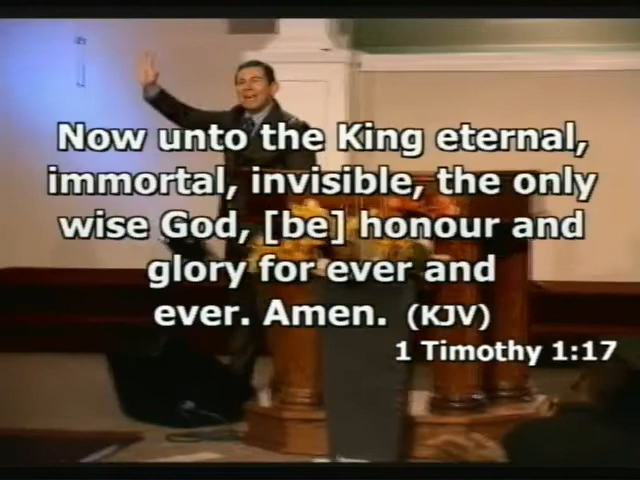 Now unto the King eternal,
immortal, invisible, the only
wise God, [be] honour and
glory for ever and
ever. Amen. (KJV)
1 Timothy 1:17